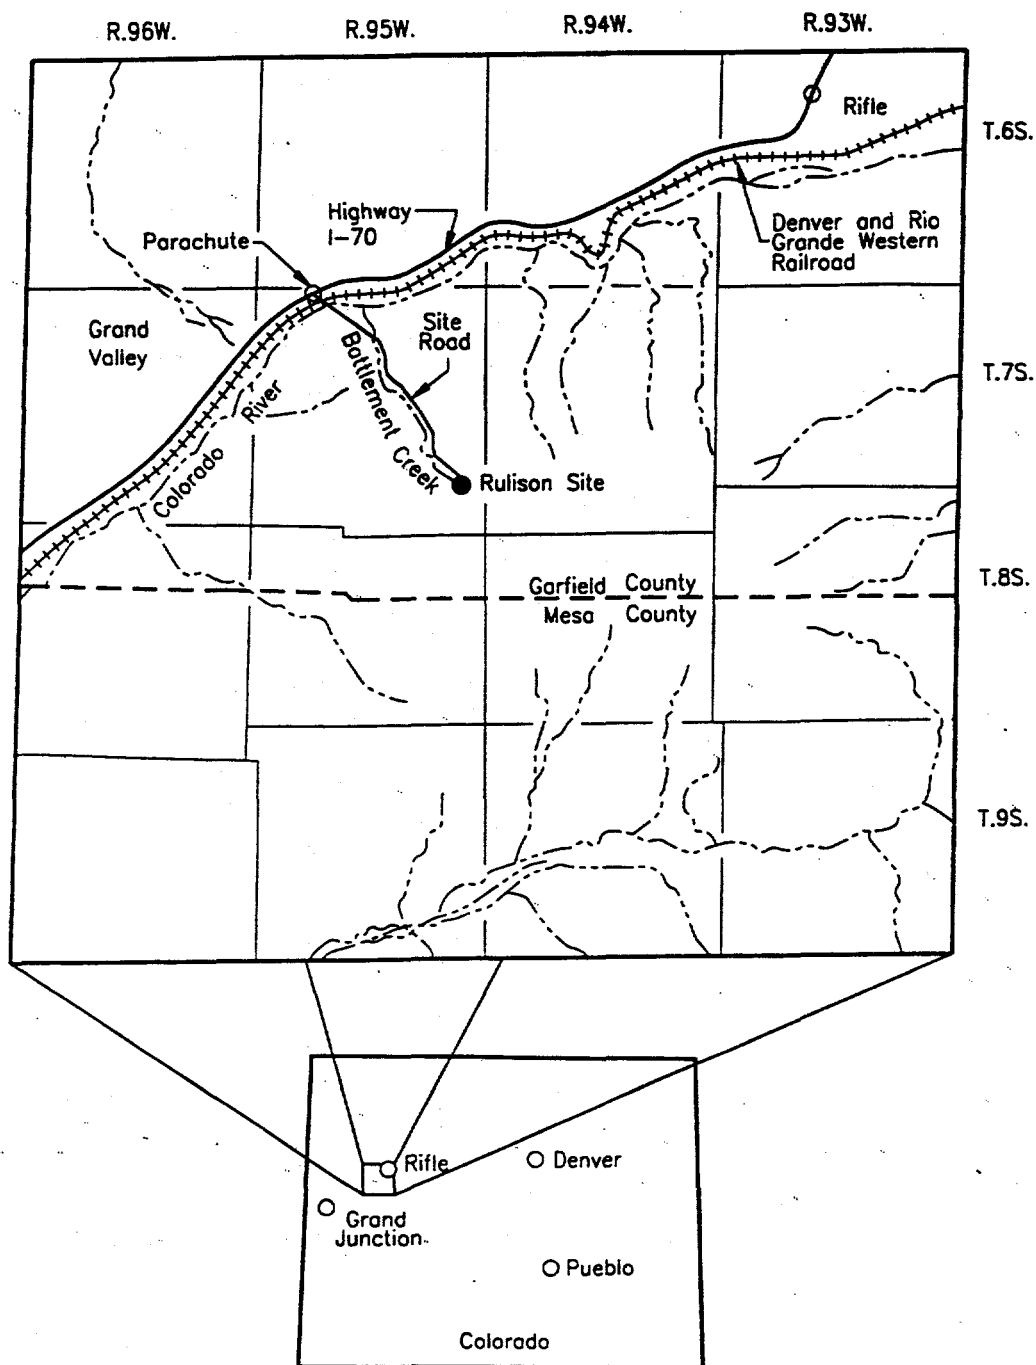 R.96W. R.95W. R.94W. R.93W.
Rifle
T.6S.
Highway
I-70
Parachute
Denver and Rio
Grande Western
Railroad
Grand
Valley
Site
Road
T.7S.
Battlement Creek
Colorado River
Rulison Site
T.8S.
Garfield County
Mesa County
T.9S.
Rifle
Denver
Grand
Junction
Pueblo
Colorado